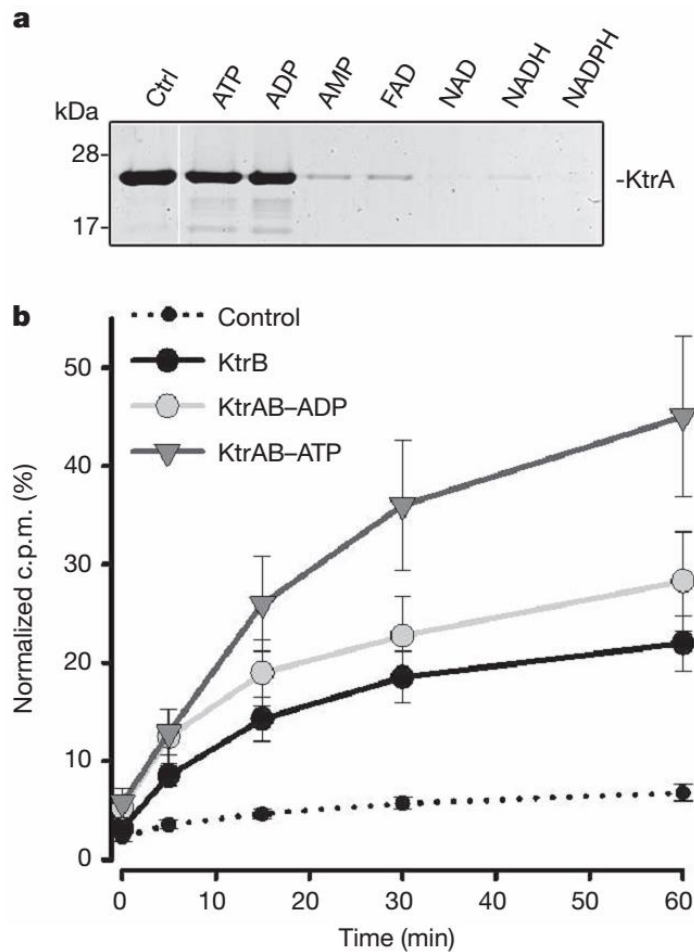 a
Ctrl ATP ADP AMP FAD NAD NADH NADPH
kDa
28-
-KtrA
17-
b
Control
KtrB
KtrAB–ADP
KtrAB–ATP
50
40
30
20
10
0
Normalized c.p.m. (%)
0 10 20 30 40 50 60
Time (min)